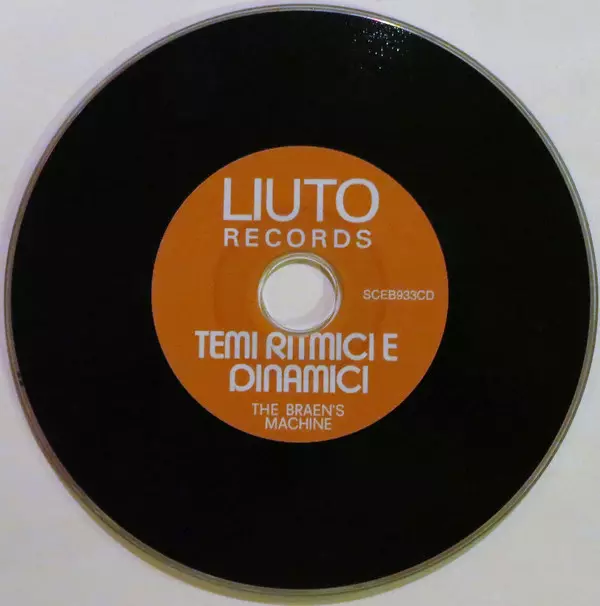 LIUTO
RECORDS
SCEB933CD
TEMI RITMICI E
DINAMICI
THE BRAEN'S
MACHINE